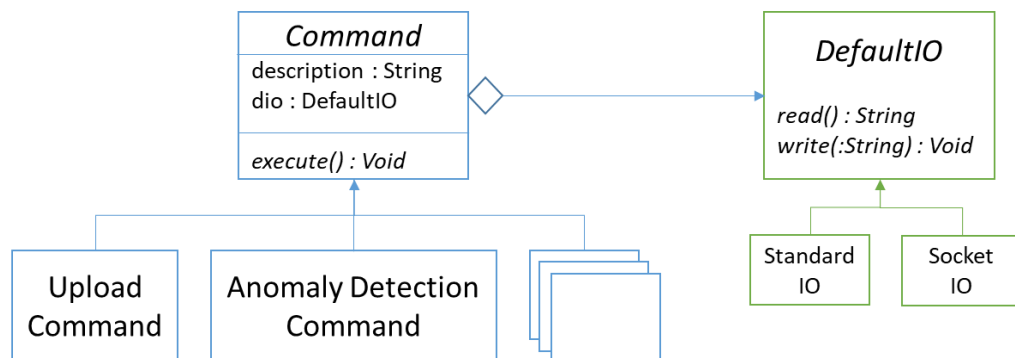 Command
description : String
dio : DefaultIO
execute() : Void
DefaultIO
read() : String
write(:String) : Void
Upload
Command
Anomaly Detection
Command
Standard
IO
Socket
IO